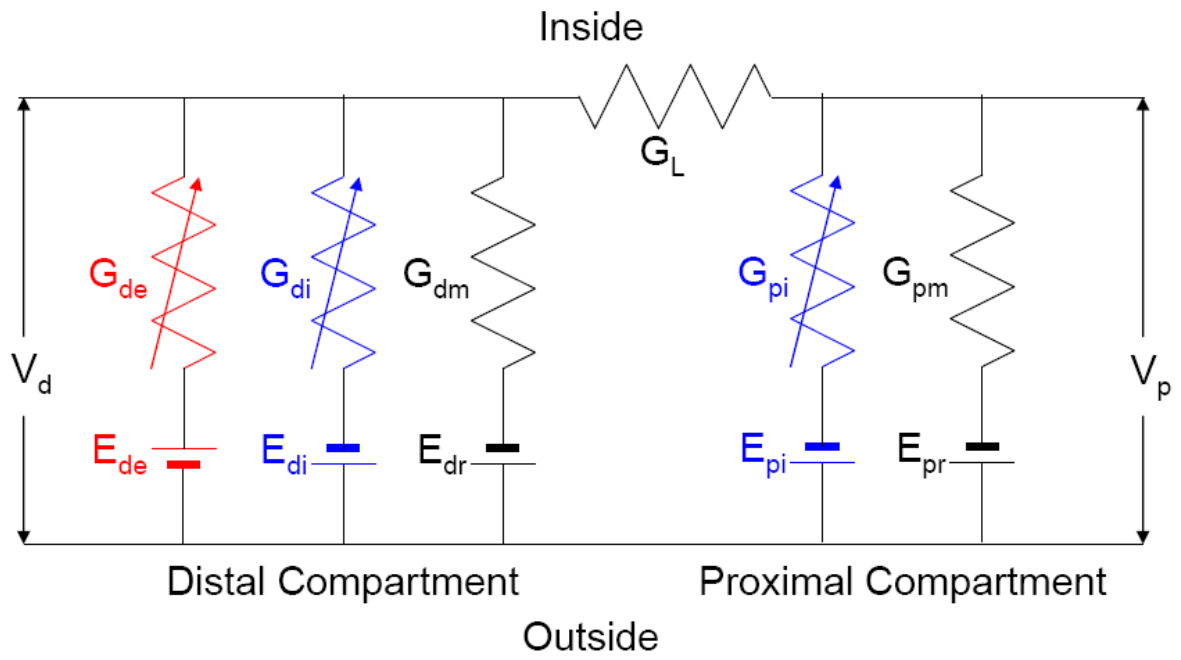 Inside
G_L
G_de G_di G_dm G_pi G_pm
V_d V_p
E_de E_di E_dr E_pi E_pr
Distal Compartment Proximal Compartment
Outside